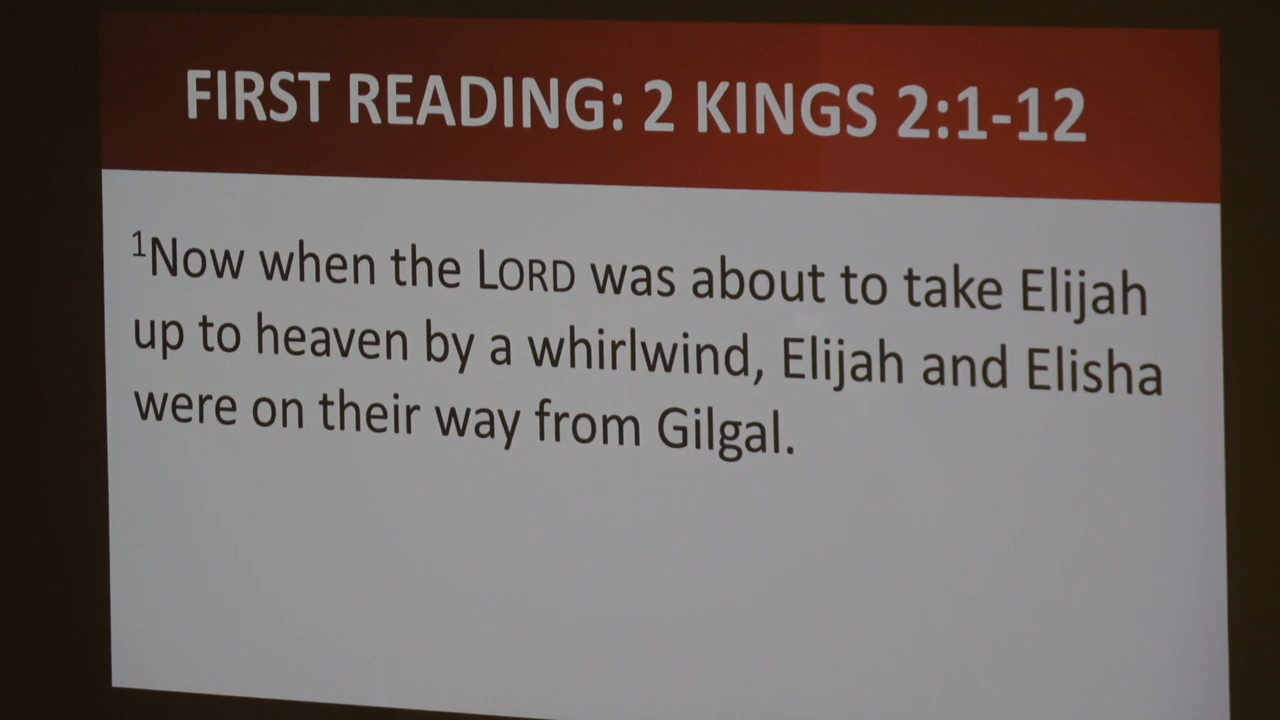 FIRST READING: 2 KINGS 2:1-12
¹Now when the LORD was about to take Elijah
up to heaven by a whirlwind, Elijah and Elisha
were on their way from Gilgal.